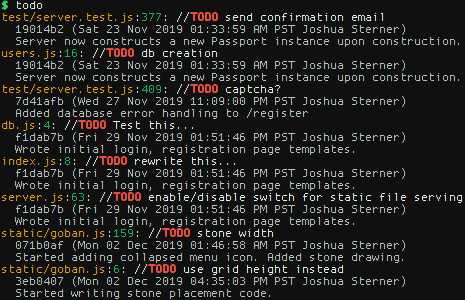 $ todo
test/server.test.js:377: //TODO send confirmation email
19014b2 (Sat 23 Nov 2019 01:33:59 AM PST Joshua Sterner)
Server now constructs a new Passport instance upon construction.
users.js:16: //TODO db creation
19014b2 (Sat 23 Nov 2019 01:33:59 AM PST Joshua Sterner)
Server now constructs a new Passport instance upon construction.
test/server.test.js:409: //TODO captcha?
7d41afb (Wed 27 Nov 2019 11:09:00 PM PST Joshua Sterner)
Added database error handling to /register
db.js:4: //TODO Test this...
f1dab7b (Fri 29 Nov 2019 01:51:46 PM PST Joshua Sterner)
Wrote initial login, registration page templates.
index.js:8: //TODO rewrite this...
f1dab7b (Fri 29 Nov 2019 01:51:46 PM PST Joshua Sterner)
Wrote initial login, registration page templates.
server.js:63: //TODO enable/disable switch for static file serving
f1dab7b (Fri 29 Nov 2019 01:51:46 PM PST Joshua Sterner)
Wrote initial login, registration page templates.
static/goban.js:159: //TODO stone width
071b0af (Mon 02 Dec 2019 01:46:58 AM PST Joshua Sterner)
Started adding collapsed menu icon. Added stone drawing.
static/goban.js:6: //TODO use grid height instead
3eb0407 (Mon 02 Dec 2019 04:35:03 PM PST Joshua Sterner)
Started writing stone placement code.